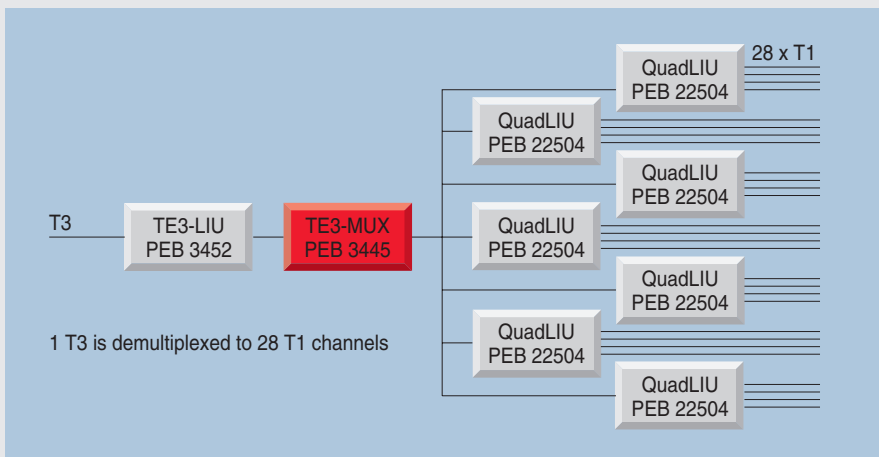 28 x T1
QuadLIU
PEB 22504
QuadLIU
PEB 22504
QuadLIU
PEB 22504
T3
TE3-LIU
PEB 3452
TE3-MUX
PEB 3445
QuadLIU
PEB 22504
QuadLIU
PEB 22504
1 T3 is demultiplexed to 28 T1 channels
QuadLIU
PEB 22504
QuadLIU
PEB 22504